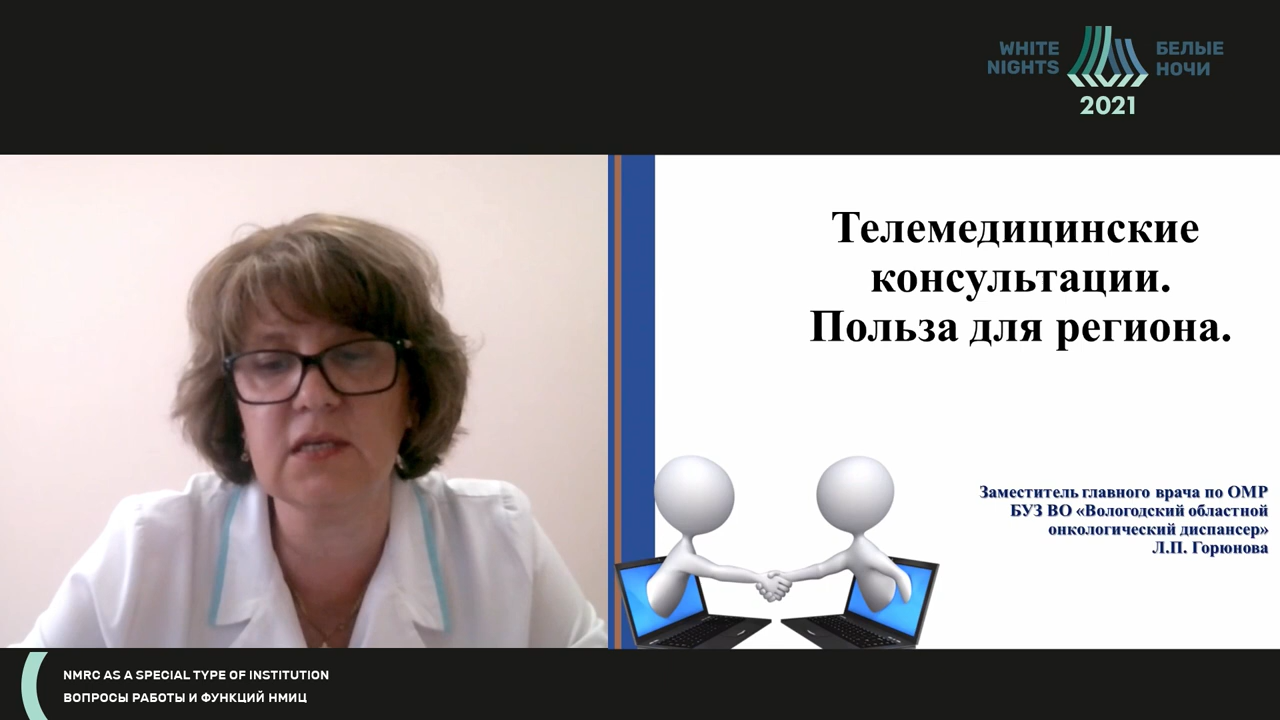 WHITE
NIGHTS
БЕЛЫЕ
НОЧИ
2021
Телемедицинские
консультации.
Польза для региона.
Заместитель главного врача по ОМР
БУЗ ВО «Вологодский областной
онкологический диспансер»
Л.П. Горюнова
NMRC AS A SPECIAL TYPE OF INSTITUTION
ВОПРОСЫ РАБОТЫ И ФУНКЦИЙ НМИЦ